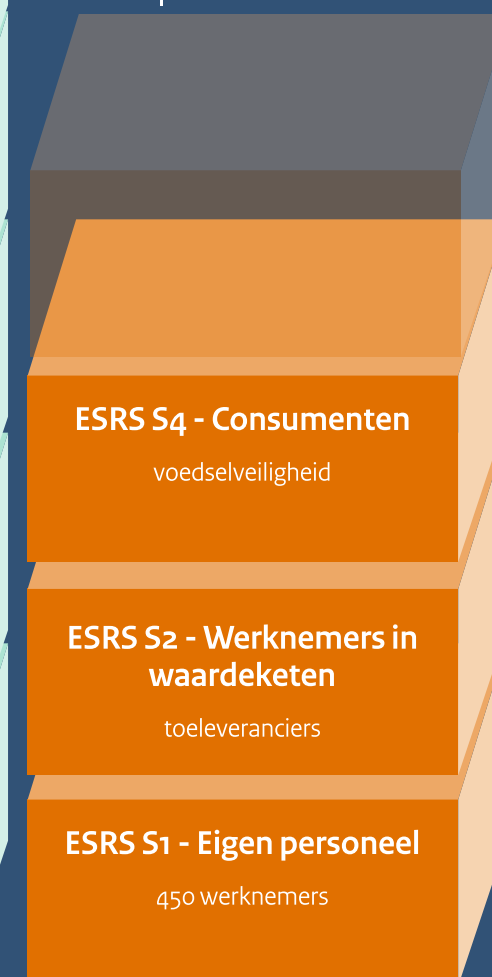 ESRS S4 - Consumenten
voedselveiligheid
ESRS S2 - Werknemers in
waardeketen
toeleveranciers
ESRS S1 - Eigen personeel
450 werknemers